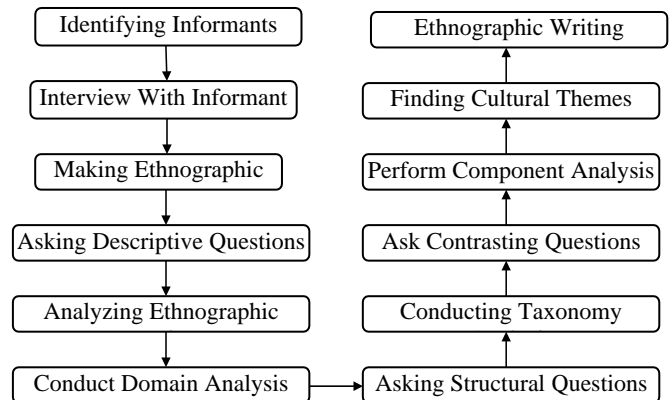 Identifying Informants
Interview With Informant
Making Ethnographic
Asking Descriptive Questions
Analyzing Ethnographic
Conduct Domain Analysis
Asking Structural Questions
Conducting Taxonomy
Ask Contrasting Questions
Perform Component Analysis
Finding Cultural Themes
Ethnographic Writing